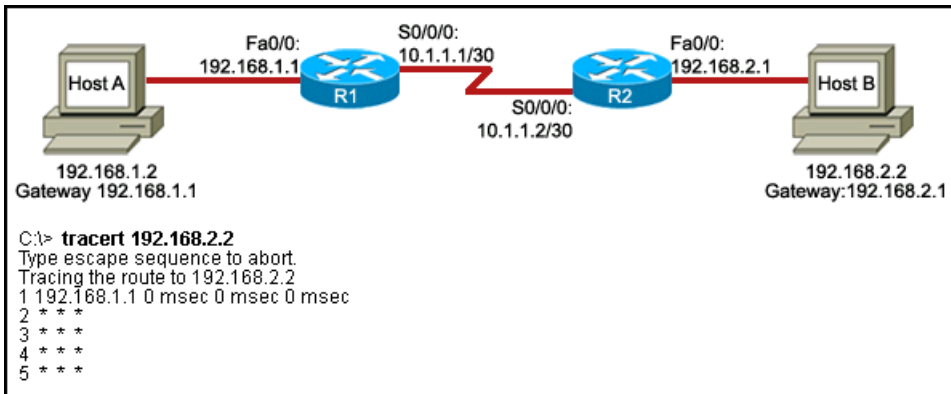 Fa0/0:
192.168.1.1
S0/0/0:
10.1.1.1/30
Fa0/0:
192.168.2.1
Host A
R1
R2
Host B
S0/0/0:
10.1.1.2/30
192.168.1.2
Gateway 192.168.1.1
192.168.2.2
Gateway:192.168.2.1
C:\> tracert 192.168.2.2
Type escape sequence to abort.
Tracing the route to 192.168.2.2
1 192.168.1.1 0 msec 0 msec 0 msec
2 * * *
3 * * *
4 * * *
5 * * *